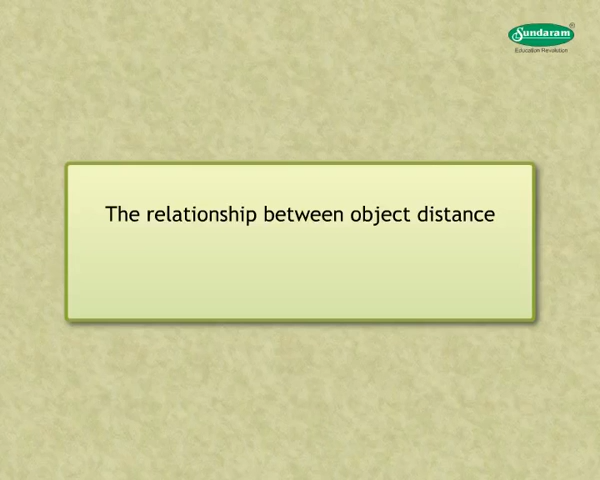 Sundaram®
Education Revolution
The relationship between object distance